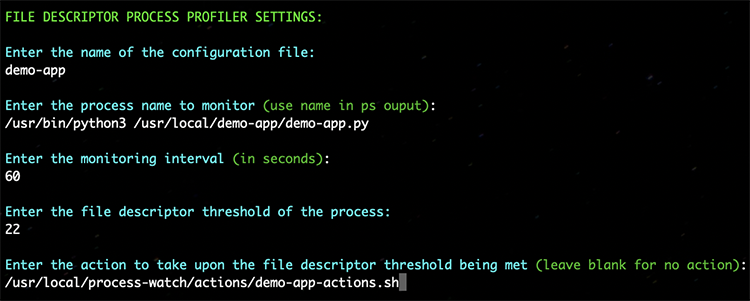 FILE DESCRIPTOR PROCESS PROFILER SETTINGS:
Enter the name of the configuration file:
demo-app
Enter the process name to monitor (use name in ps ouput):
/usr/bin/python3 /usr/local/demo-app/demo-app.py
Enter the monitoring interval (in seconds):
60
Enter the file descriptor threshold of the process:
22
Enter the action to take upon the file descriptor threshold being met (leave blank for no action):
/usr/local/process-watch/actions/demo-app-actions.sh